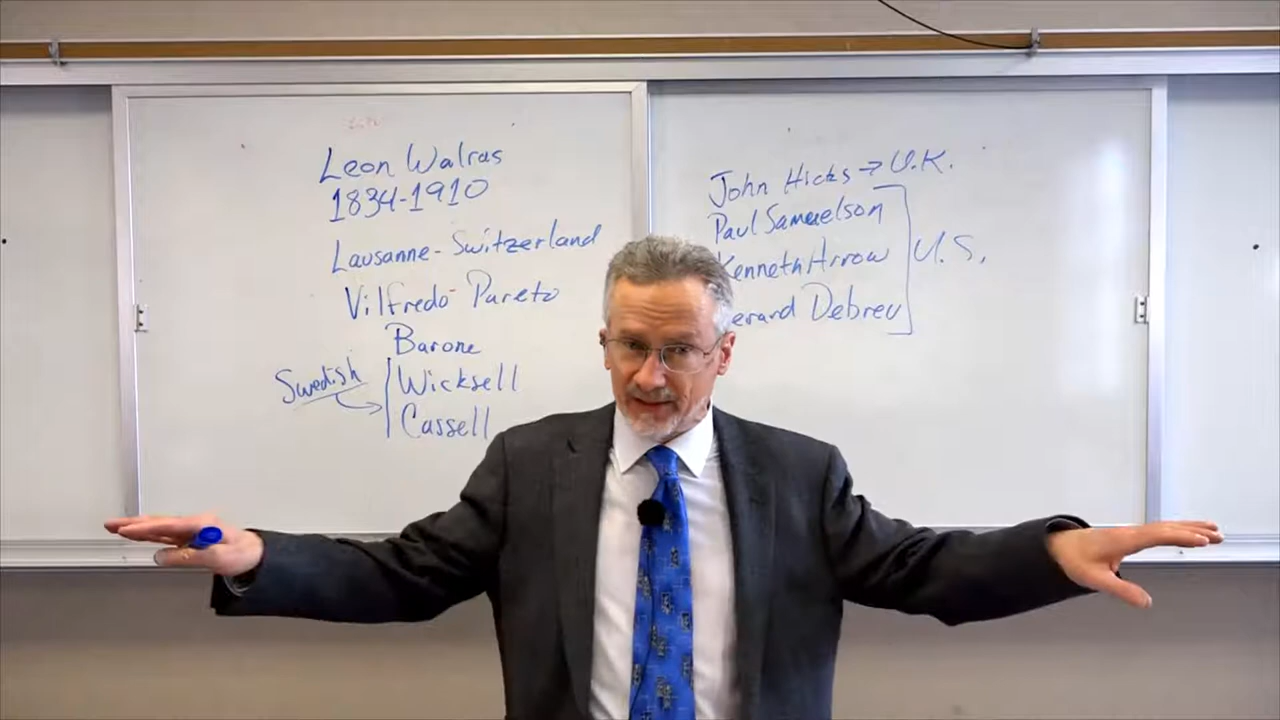 Leon Walras
1834-1910
Lausanne-Switzerland
Vilfredo Pareto
Barone
Swedish
Wicksell
Cassell
John Hicks → U.K.
Paul Samuelson
Kenneth Arrow
erard Debreu
U.S.